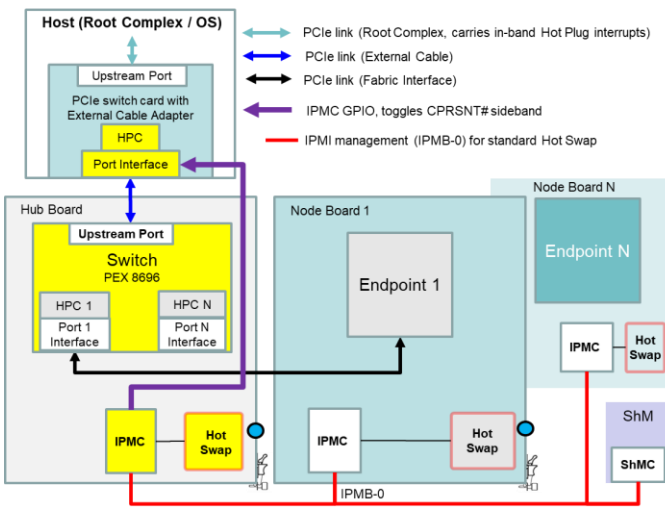 Host (Root Complex / OS)
Upstream Port
PCIe switch card with
External Cable Adapter
HPC
Port Interface
PCIe link (Root Complex, carries in-band Hot Plug interrupts)
PCIe link (External Cable)
PCIe link (Fabric Interface)
IPMC GPIO, toggles CPRSNT# sideband
IPMI management (IPMB-0) for standard Hot Swap
Hub Board
Upstream Port
Switch
PEX 8696
HPC 1
HPC N
Port 1
Interface
Port N
Interface
IPMC
Hot
Swap
Node Board 1
Endpoint 1
IPMC
Hot
Swap
Node Board N
Endpoint N
IPMC
Hot
Swap
ShM
ShMC
IPMB-0